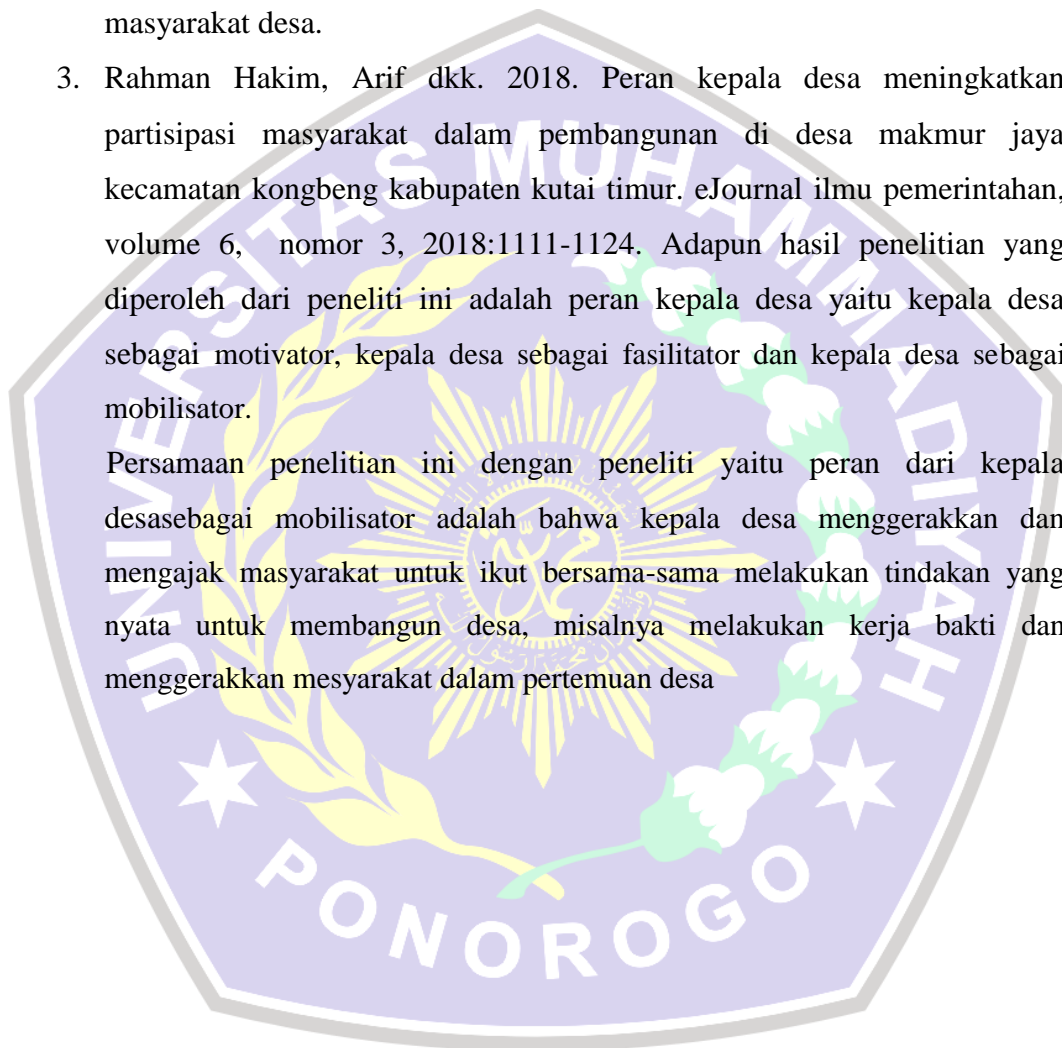 masyarakat desa.
3. Rahman Hakim, Arif dkk. 2018. Peran kepala desa meningkatkan
partisipasi masyarakat dalam pembangunan di desa makmur jaya
kecamatan kongbeng kabupaten kutai timur. eJournal ilmu pemerintahan,
volume 6, nomor 3, 2018:1111-1124. Adapun hasil penelitian yang
diperoleh dari peneliti ini adalah peran kepala desa yaitu kepala desa
sebagai motivator, kepala desa sebagai fasilitator dan kepala desa sebagai
mobilisator.
Persamaan penelitian ini dengan peneliti yaitu peran dari kepala
desasebagai mobilisator adalah bahwa kepala desa menggerakkan dan
mengajak masyarakat untuk ikut bersama-sama melakukan tindakan yang
nyata untuk membangun desa, misalnya melakukan kerja bakti dan
menggerakkan mesyarakat dalam pertemuan desa
UNIVERSITAS MUHAMMADIYAH
PONOROGO